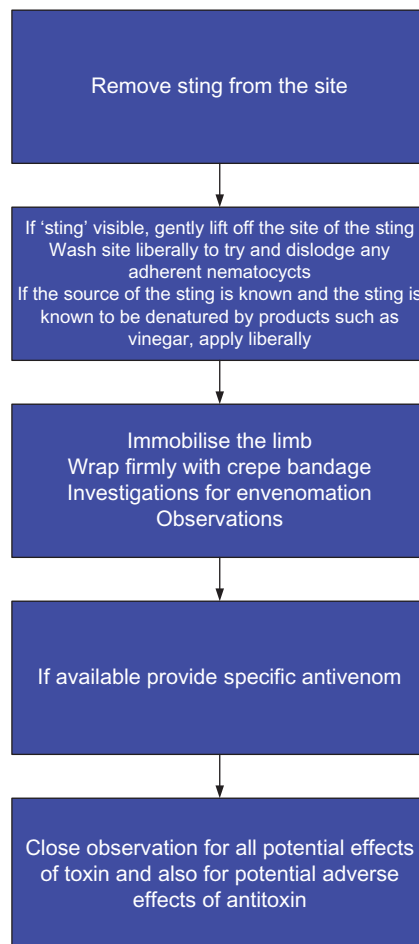 Remove sting from the site
If ‘sting’ visible, gently lift off the site of the sting
Wash site liberally to try and dislodge any
adherent nematocycts
If the source of the sting is known and the sting is
known to be denatured by products such as
vinegar, apply liberally
Immobilise the limb
Wrap firmly with crepe bandage
Investigations for envenomation
Observations
If available provide specific antivenom
Close observation for all potential effects
of toxin and also for potential adverse
effects of antitoxin